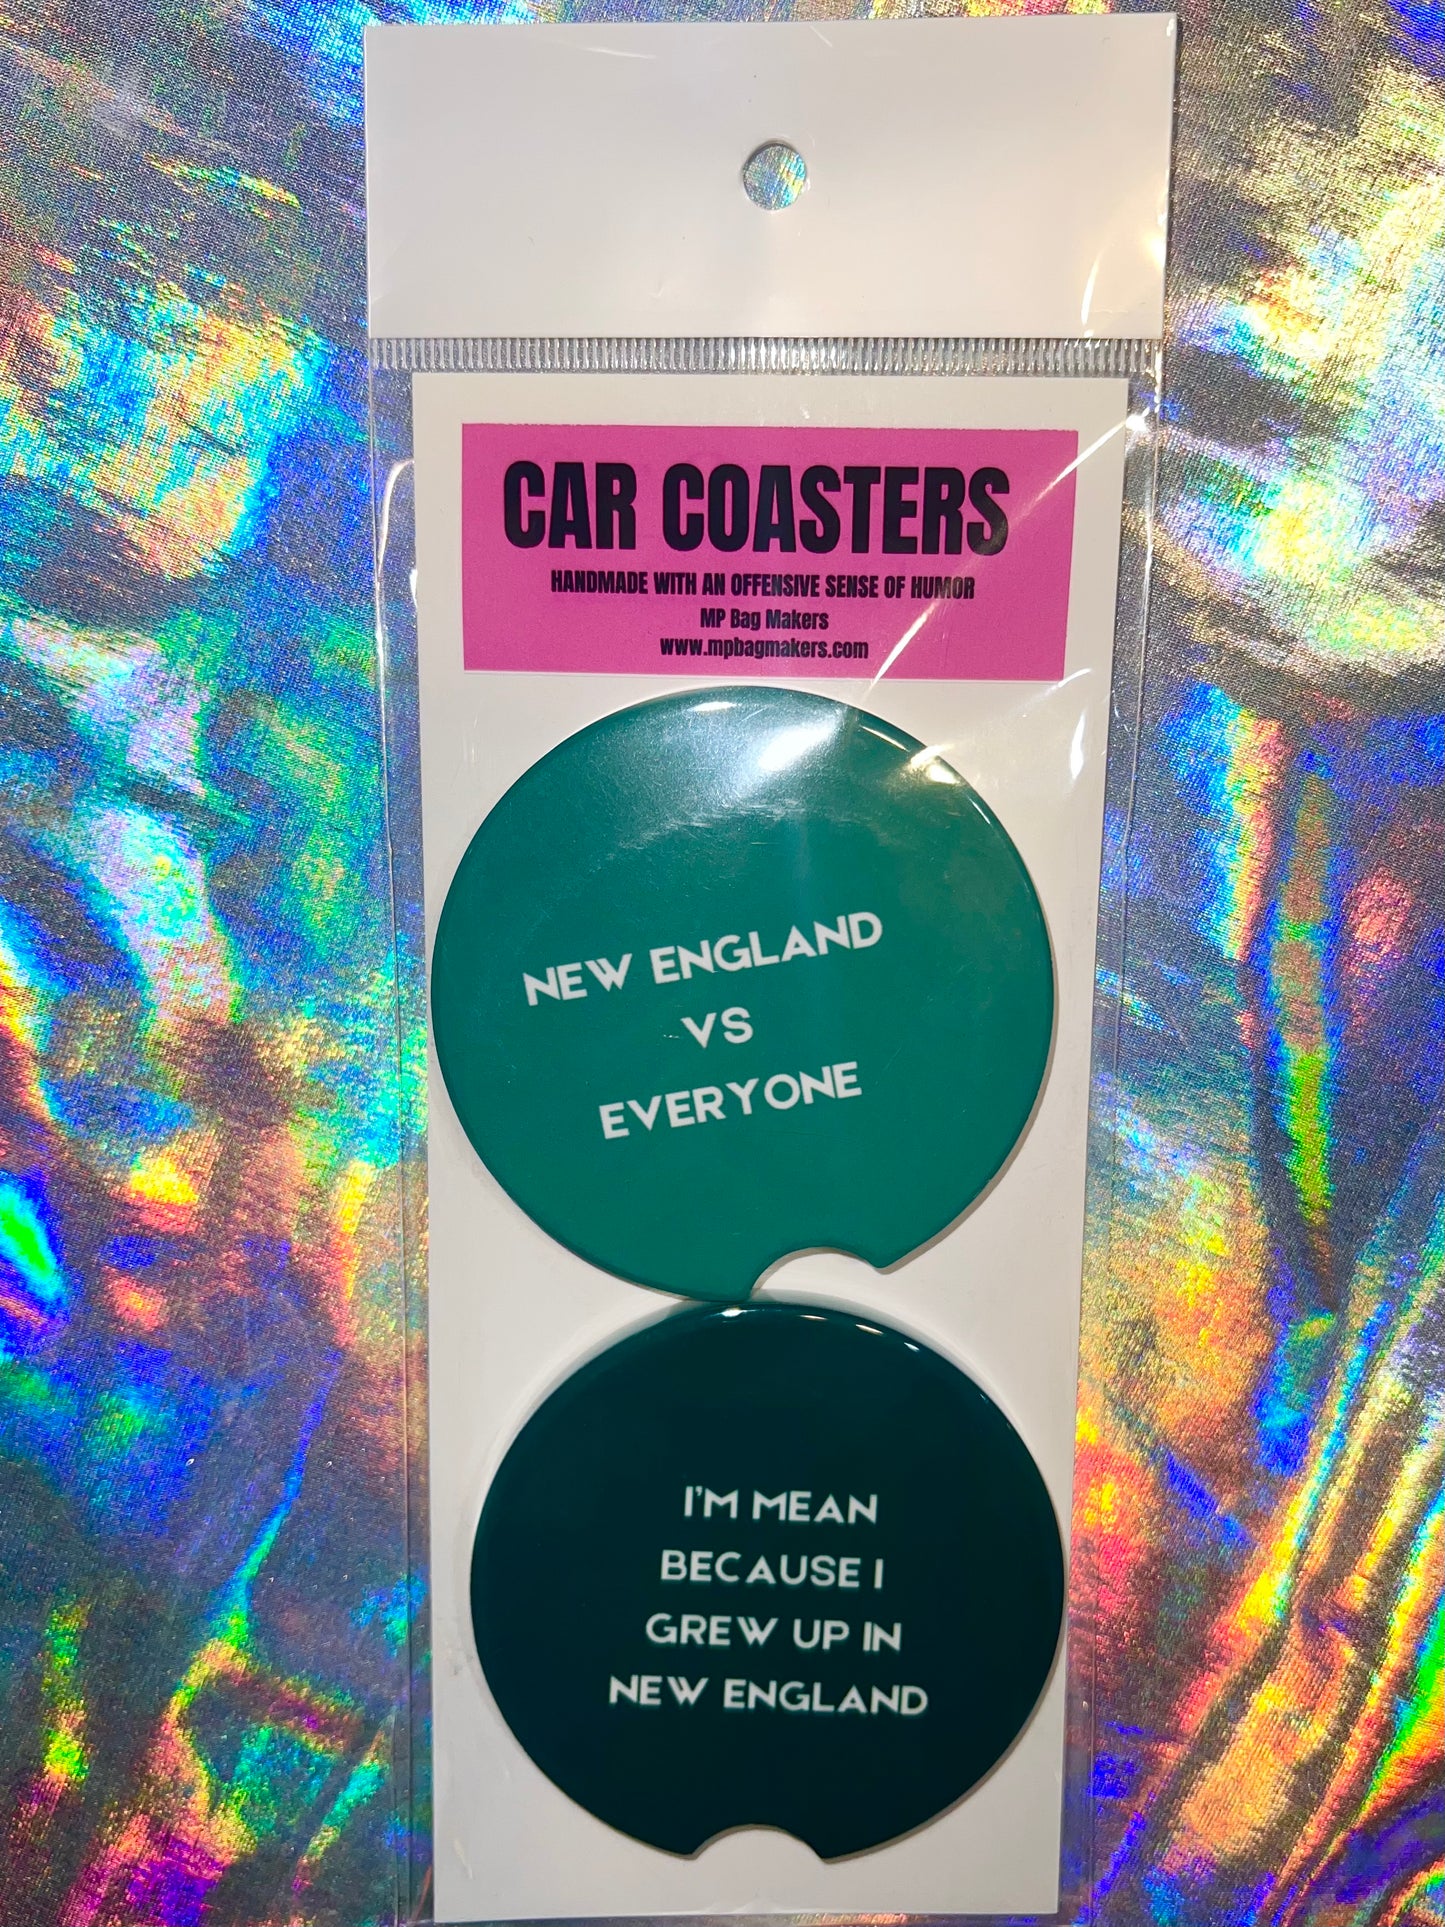 CAR COASTERS
HANDMADE WITH AN OFFENSIVE SENSE OF HUMOR
MP Bag Makers
www.mpbagmakers.com
NEW ENGLAND
VS
EVERYONE
I'M MEAN
BECAUSE I
GREW UP IN
NEW ENGLAND